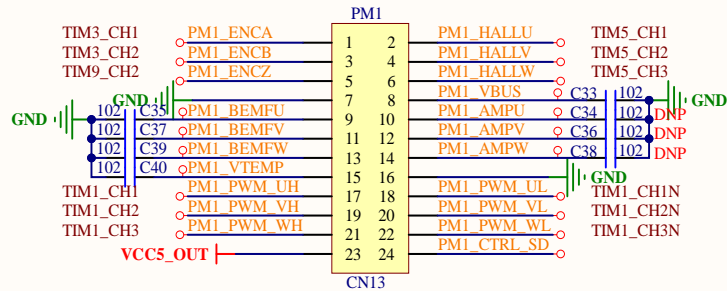 PM1
TIM3_CH1 PM1_ENCA 1 2 PM1_HALLU TIM5_CH1
TIM3_CH2 PM1_ENCB 3 4 PM1_HALLV TIM5_CH2
TIM9_CH2 PM1_ENCZ 5 6 PM1_HALLW TIM5_CH3
GND 7 8 PM1_VBUS C33 102 GND
GND 102 C35 PM1_BEMFU 9 10 PM1_AMPU C34 102 DNP
102 C37 PM1_BEMFV 11 12 PM1_AMPV C36 102 DNP
102 C39 PM1_BEMFW 13 14 PM1_AMPW C38 102 DNP
102 C40 PM1_VTEMP 15 16 GND
TIM1_CH1 PM1_PWM_UH 17 18 PM1_PWM_UL TIM1_CH1N
TIM1_CH2 PM1_PWM_VH 19 20 PM1_PWM_VL TIM1_CH2N
TIM1_CH3 PM1_PWM_WH 21 22 PM1_PWM_WL TIM1_CH3N
VCC5_OUT 23 24 PM1_CTRL_SD
CN13